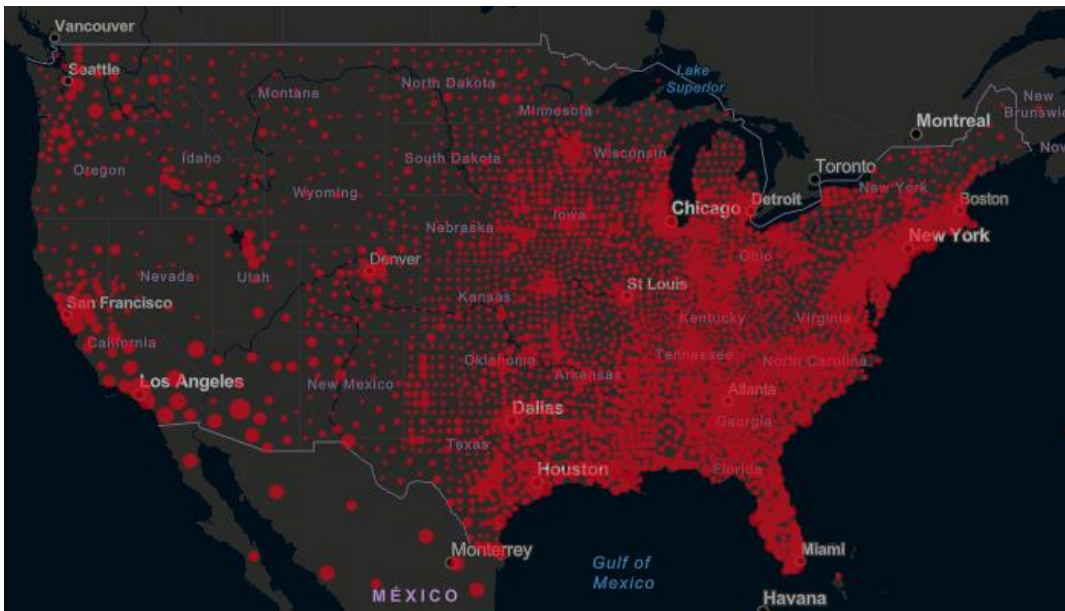 Vancouver
Seattle
Montana
North Dakota
Minnesota
Lake
Superior
Montreal
New
Brunswic
Nov
Oregon
Idaho
Wyoming
South Dakota
Wisconsin
Toronto
New York
Boston
Chicago
Detroit
New York
Nebraska
Iowa
Ohio
Nevada
Utah
Denver
Kansas
St Louis
San Francisco
California
Kentucky
Virginia
Los Angeles
New Mexico
Oklahoma
Arkansas
Tennessee
North Carolina
Dallas
Atlanta
Georgia
Texas
Houston
Florida
Monterrey
MÉXICO
Gulf of
Mexico
Miami
Havana